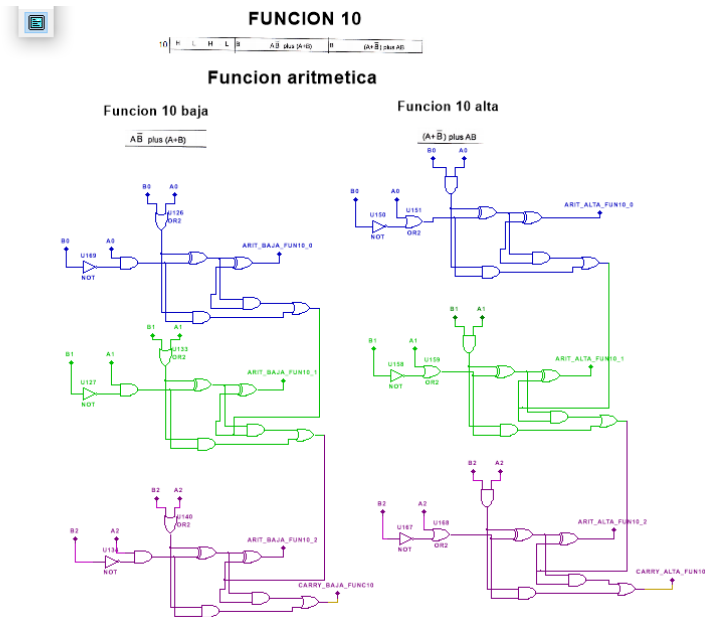 FUNCION 10
10 H L H L B AB̅ plus (A+B) B (A+B̅) plus AB
Funcion aritmetica
Funcion 10 baja
AB̅ plus (A+B)
B0 A0
U126
OR2
B0 A0
U169
NOT
ARIT_BAJA_FUN10_0
B1 A1
U133
OR2
B1 A1
U127
NOT
ARIT_BAJA_FUN10_1
B2 A2
U140
OR2
B2 A2
NOT
ARIT_BAJA_FUN10_2
CARRY_BAJA_FUNC10
Funcion 10 alta
(A+B̅) plus AB
B0 A0
B0 A0
U150
NOT
U151
OR2
ARIT_ALTA_FUN10_0
B1 A1
B1 A1
U158
NOT
U159
OR2
ARIT_ALTA_FUN10_1
B2 A2
B2 A2
U167
NOT
U168
OR2
ARIT_ALTA_FUN10_2
CARRY_ALTA_FUN10